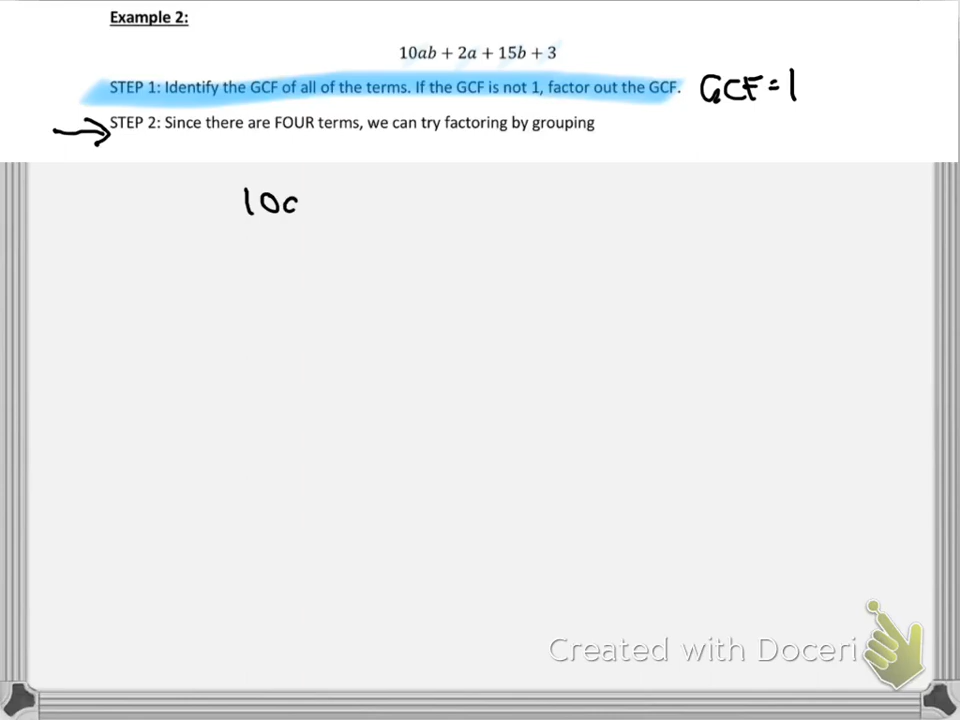 Example 2:
10ab + 2a + 15b + 3
STEP 1: Identify the GCF of all of the terms. If the GCF is not 1, factor out the GCF. GCF=1
STEP 2: Since there are FOUR terms, we can try factoring by grouping
10c
Created with Doceri